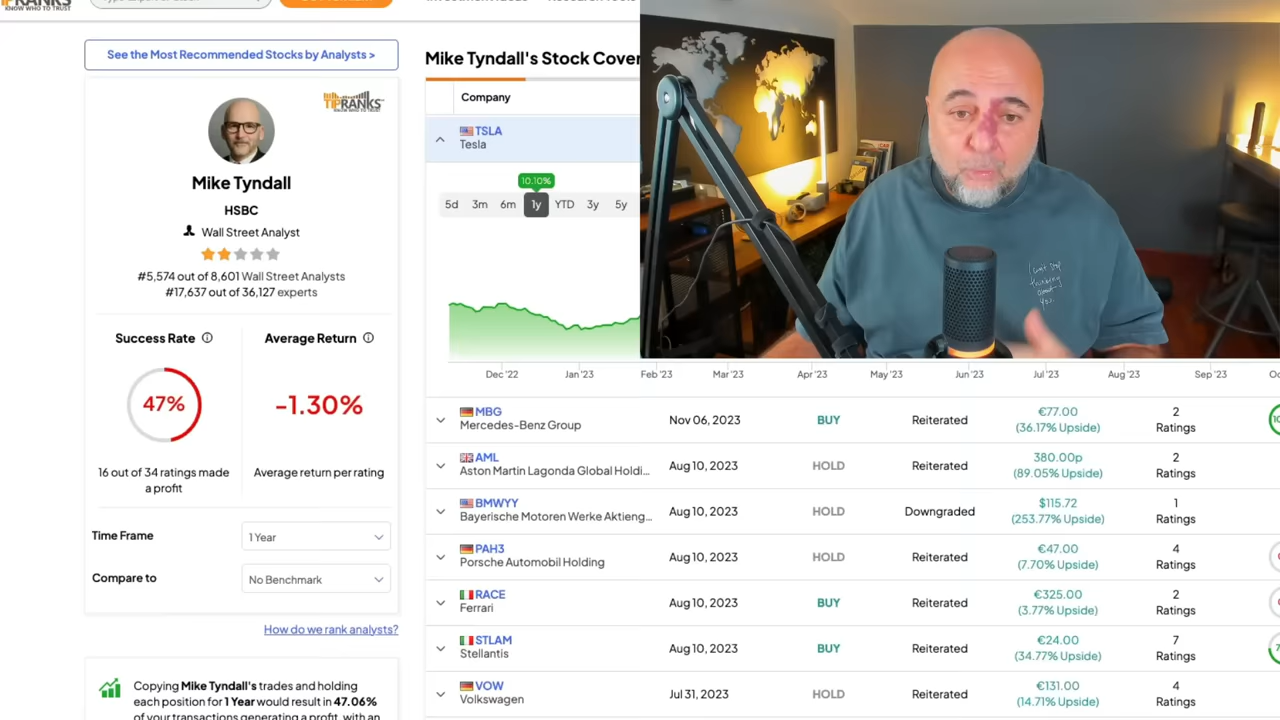 TIPRANKS
KNOW WHO TO TRUST
See the Most Recommended Stocks by Analysts >
TIPRANKS
KNOW WHO TO TRUST
Mike Tyndall
HSBC
Wall Street Analyst
#5,574 out of 8,601 Wall Street Analysts
#17,637 out of 36,127 experts
Success Rate
Average Return
47%
-1.30%
16 out of 34 ratings made
a profit
Average return per rating
Time Frame
1 Year
Compare to
No Benchmark
How do we rank analysts?
Copying Mike Tyndall's trades and holding
each position for 1 Year would result in 47.06%
of your transactions generating a profit, with an
Mike Tyndall's Stock Cover
Company
TSLA
Tesla
10.10%
5d 3m 6m 1y YTD 3y 5y
Dec '22 Jan '23 Feb '23 Mar '23 Apr '23 May '23 Jun '23 Jul '23 Aug '23 Sep '23
MBG
Mercedes-Benz Group
Nov 06, 2023 BUY Reiterated
€77.00
(36.17% Upside)
2
Ratings
AML
Aston Martin Lagonda Global Holdi...
Aug 10, 2023 HOLD Reiterated
380.00p
(89.05% Upside)
2
Ratings
BMWYY
Bayerische Motoren Werke Aktieng...
Aug 10, 2023 HOLD Downgraded
$115.72
(253.77% Upside)
1
Ratings
PAH3
Porsche Automobil Holding
Aug 10, 2023 HOLD Reiterated
€47.00
(7.70% Upside)
4
Ratings
RACE
Ferrari
Aug 10, 2023 BUY Reiterated
€325.00
(3.77% Upside)
2
Ratings
STLAM
Stellantis
Aug 10, 2023 BUY Reiterated
€24.00
(34.77% Upside)
7
Ratings
VOW
Volkswagen
Jul 31, 2023 HOLD Reiterated
€131.00
(14.71% Upside)
4
Ratings